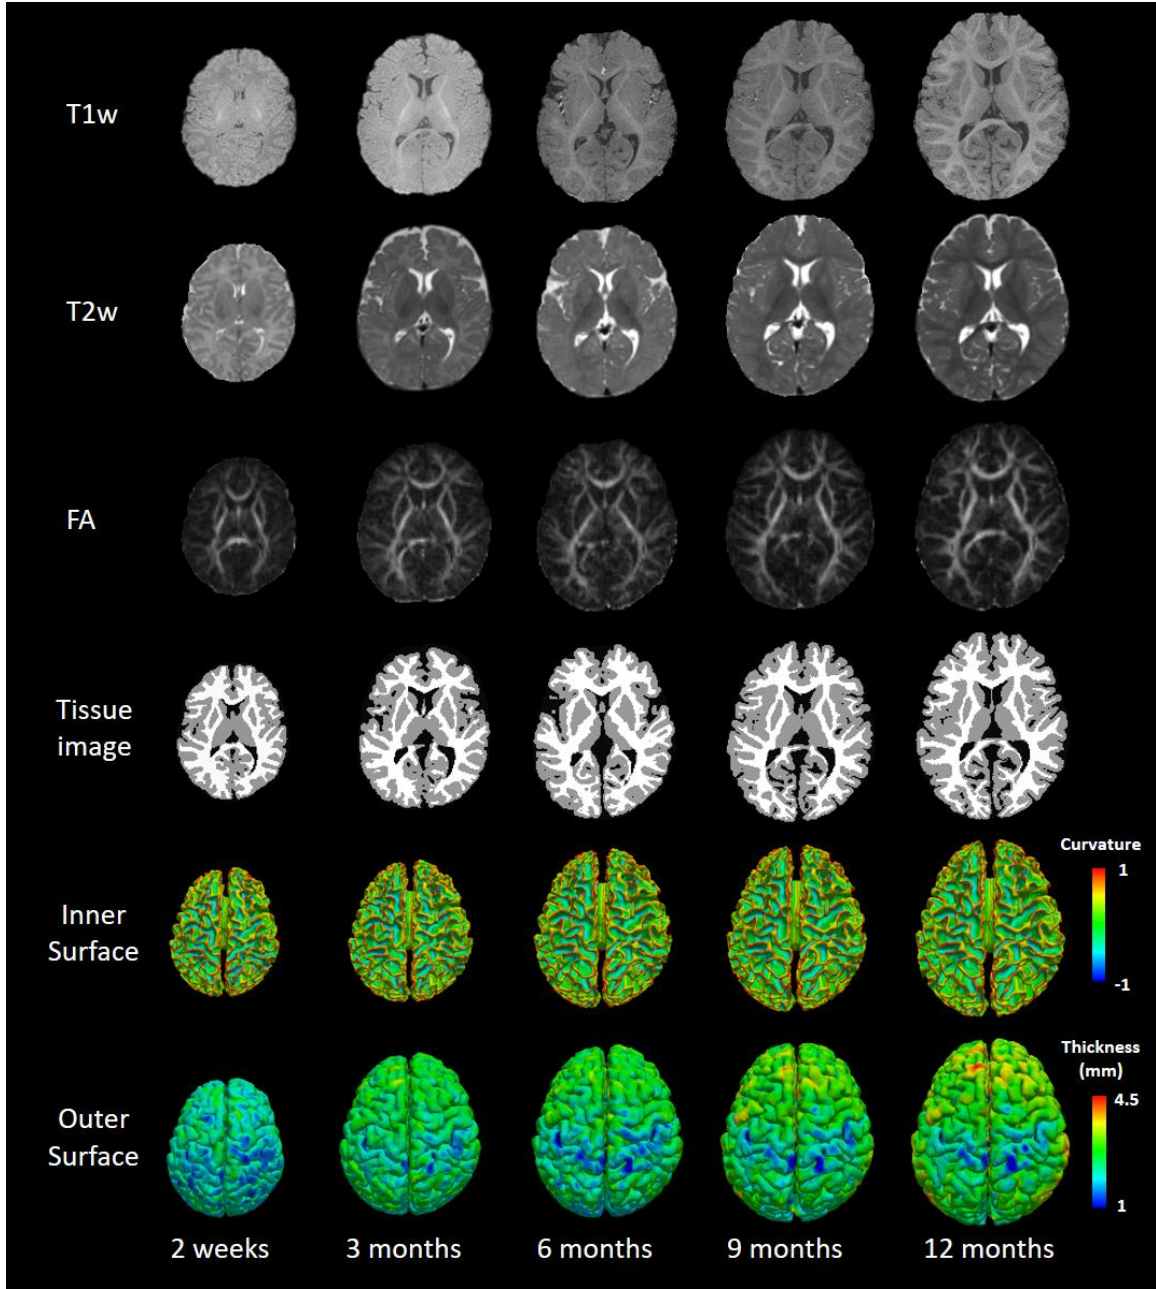 T1w
T2w
FA
Tissue
image
Curvature
1
Inner
Surface
-1
Thickness
(mm)
4.5
Outer
Surface
1
2 weeks
3 months
6 months
9 months
12 months